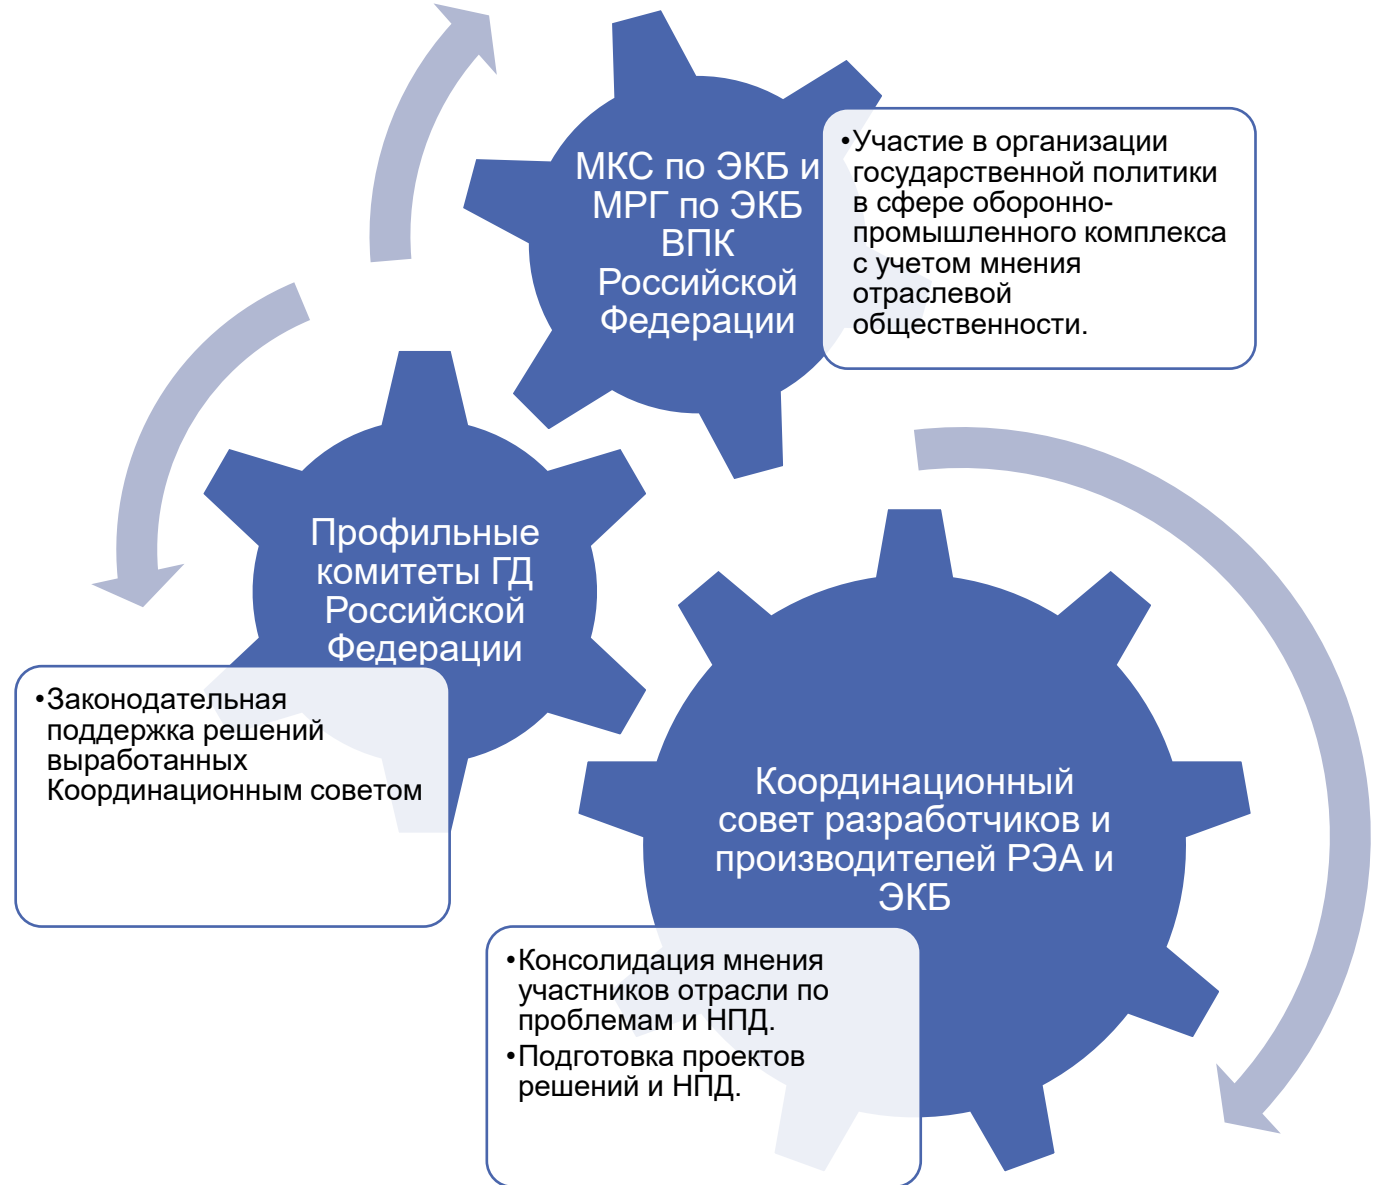 МКС по ЭКБ и
МРГ по ЭКБ
ВПК
Российской
Федерации
•Участие в организации
государственной политики
в сфере оборонно-
промышленного комплекса
с учетом мнения
отраслевой
общественности.
Профильные
комитеты ГД
Российской
Федерации
•Законодательная
поддержка решений
выработанных
Координационным советом
Координационный
совет разработчиков и
производителей РЭА и
ЭКБ
•Консолидация мнения
участников отрасли по
проблемам и НПД.
•Подготовка проектов
решений и НПД.